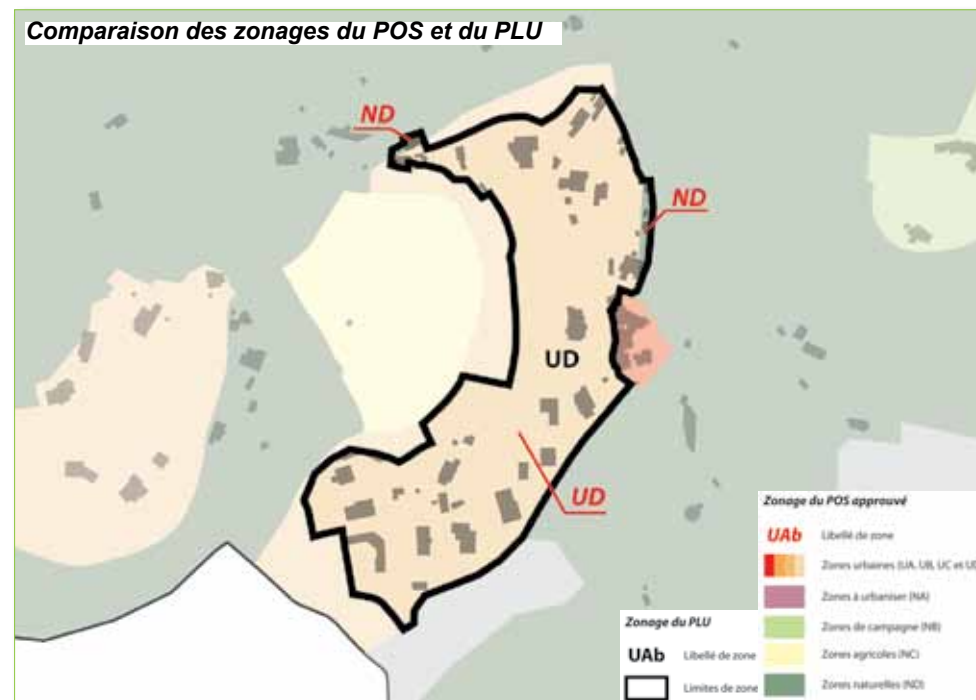 Comparaison des zonages du POS et du PLU
ND
ND
UD
UD
Zonage du POS approuvé
UAb Libellé de zone
Zones urbaines (UA, UB, UC et UD
Zones à urbaniser (NA)
Zones de campagne (NB)
Zones agricoles (NC)
Zones naturelles (ND)
Zonage du PLU
UAb Libellé de zone
Limites de zone